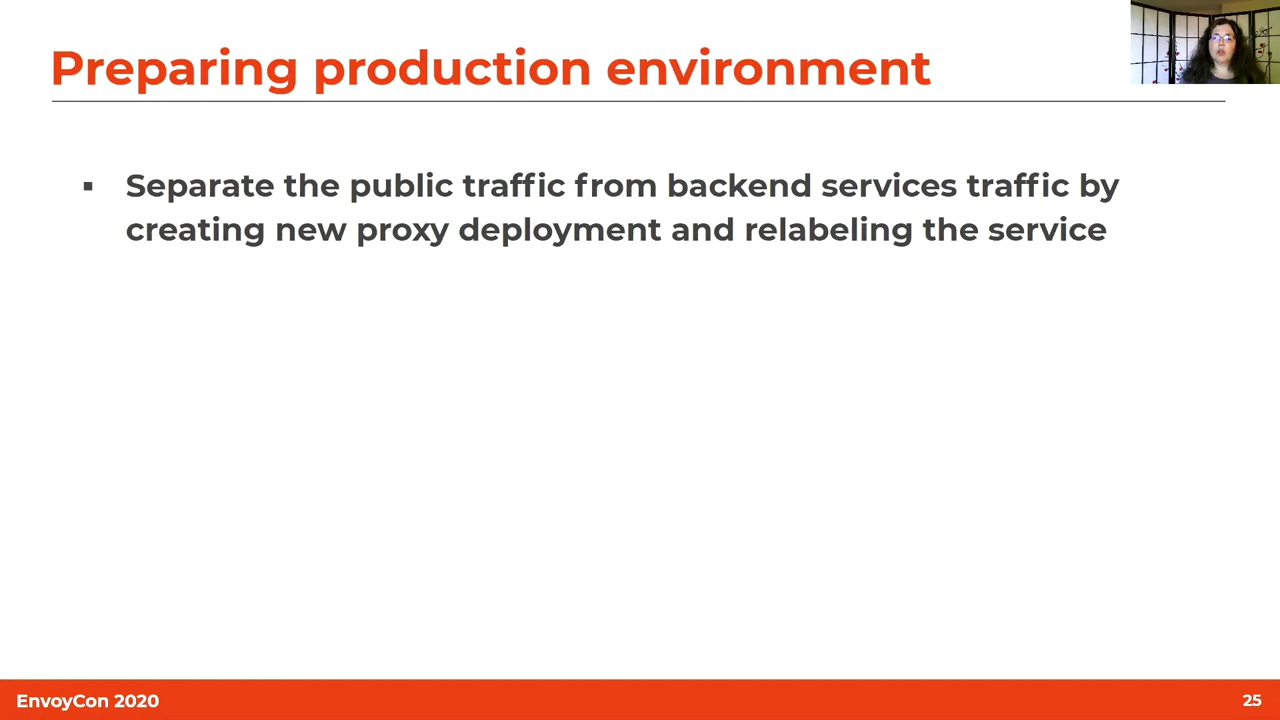 Preparing production environment
▪ Separate the public traffic from backend services traffic by
creating new proxy deployment and relabeling the service
EnvoyCon 2020
25